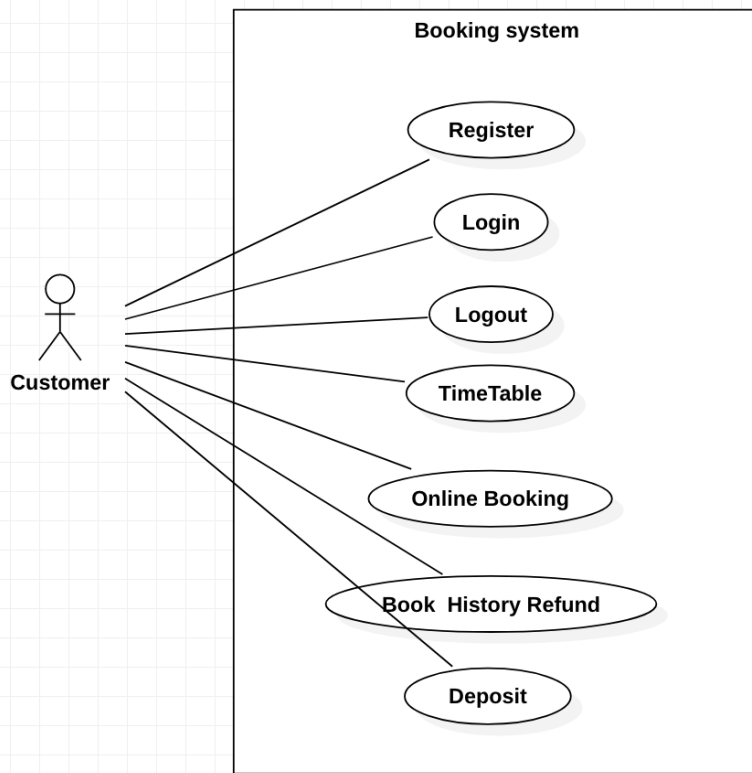 Booking system
Register
Login
Logout
TimeTable
Customer
Online Booking
Book  History Refund
Deposit